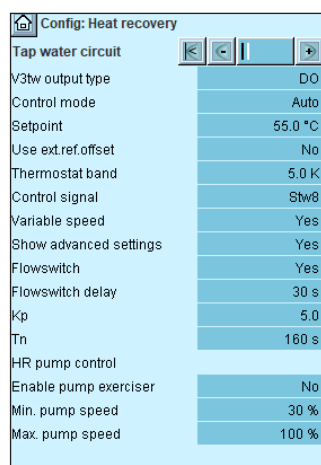 Config: Heat recovery
Tap water circuit
V3tw output type DO
Control mode Auto
Setpoint 55.0 °C
Use ext.ref.offset No
Thermostat band 5.0 K
Control signal Stw8
Variable speed Yes
Show advanced settings Yes
Flowswitch Yes
Flowswitch delay 30 s
Kp 5.0
Tn 160 s
HR pump control
Enable pump exerciser No
Min. pump speed 30 %
Max. pump speed 100 %